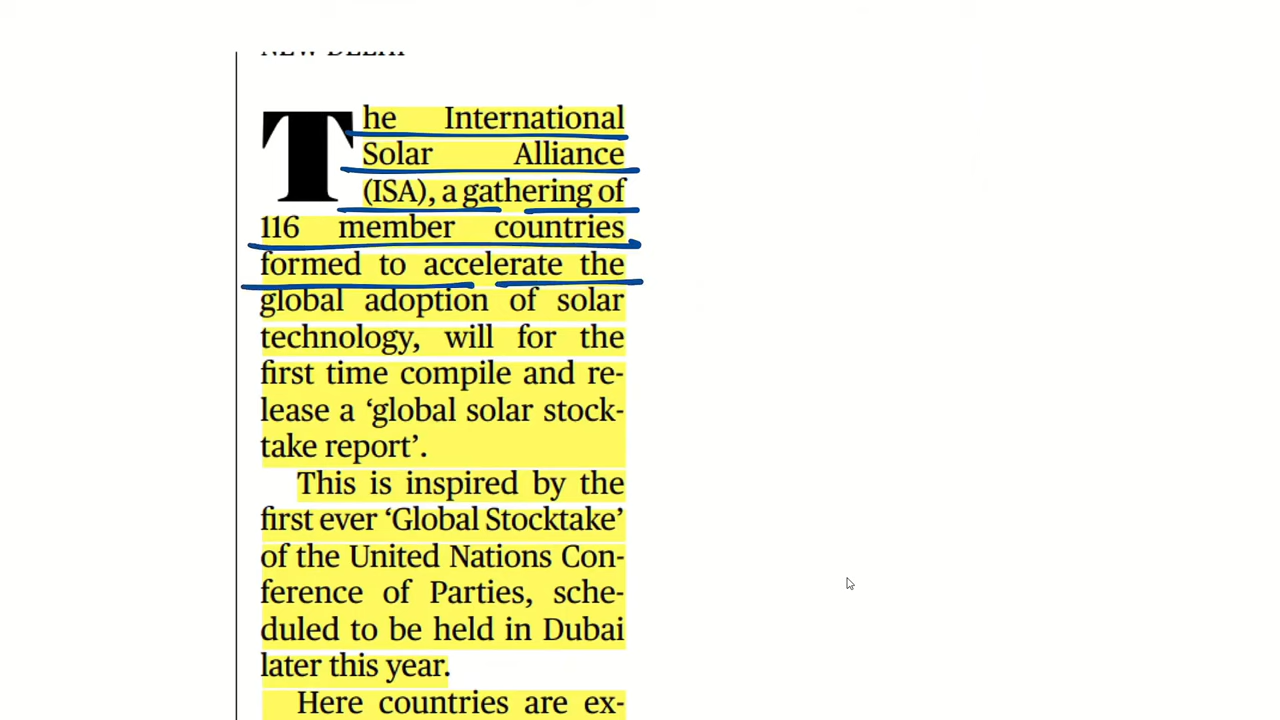 NEW DELHI
The International
Solar Alliance
(ISA), a gathering of
116 member countries
formed to accelerate the
global adoption of solar
technology, will for the
first time compile and re-
lease a ‘global solar stock-
take report’.
This is inspired by the
first ever ‘Global Stocktake’
of the United Nations Con-
ference of Parties, sche-
duled to be held in Dubai
later this year.
Here countries are ex-